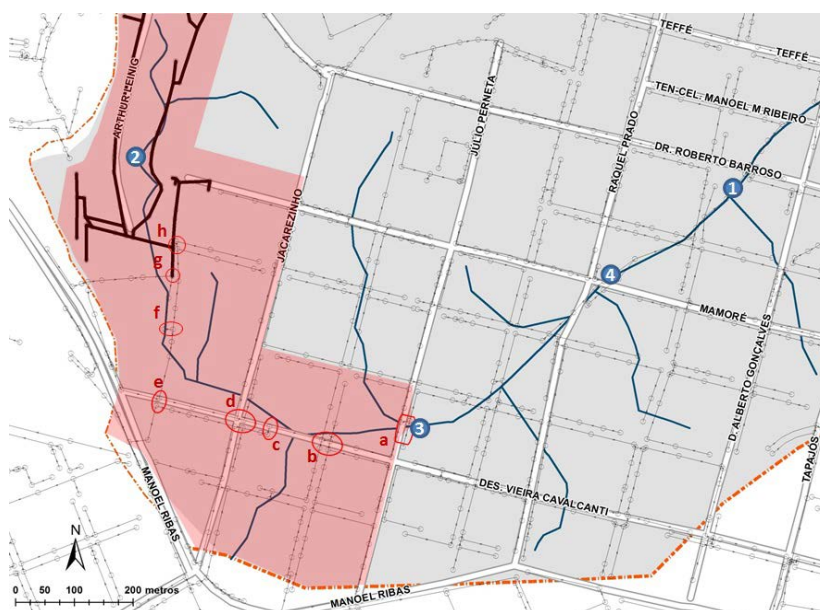 TEFFÉ
TEFFÉ
TEN-CEL. MANOEL M RIBEIRO
ARTHUR LEINIG
JÚLIO PERNETA
RAQUEL PRADO
DR. ROBERTO BARROSO
2
1
JACAREZINHO
h
g
4
f
MAMORÉ
D. ALBERTO GONÇALVES
e
d
c
b
a
3
TAPAJÓS
MANOEL RIBAS
DES. VIEIRA CAVALCANTI
N
0 50 100 200 metros
MANOEL RIBAS